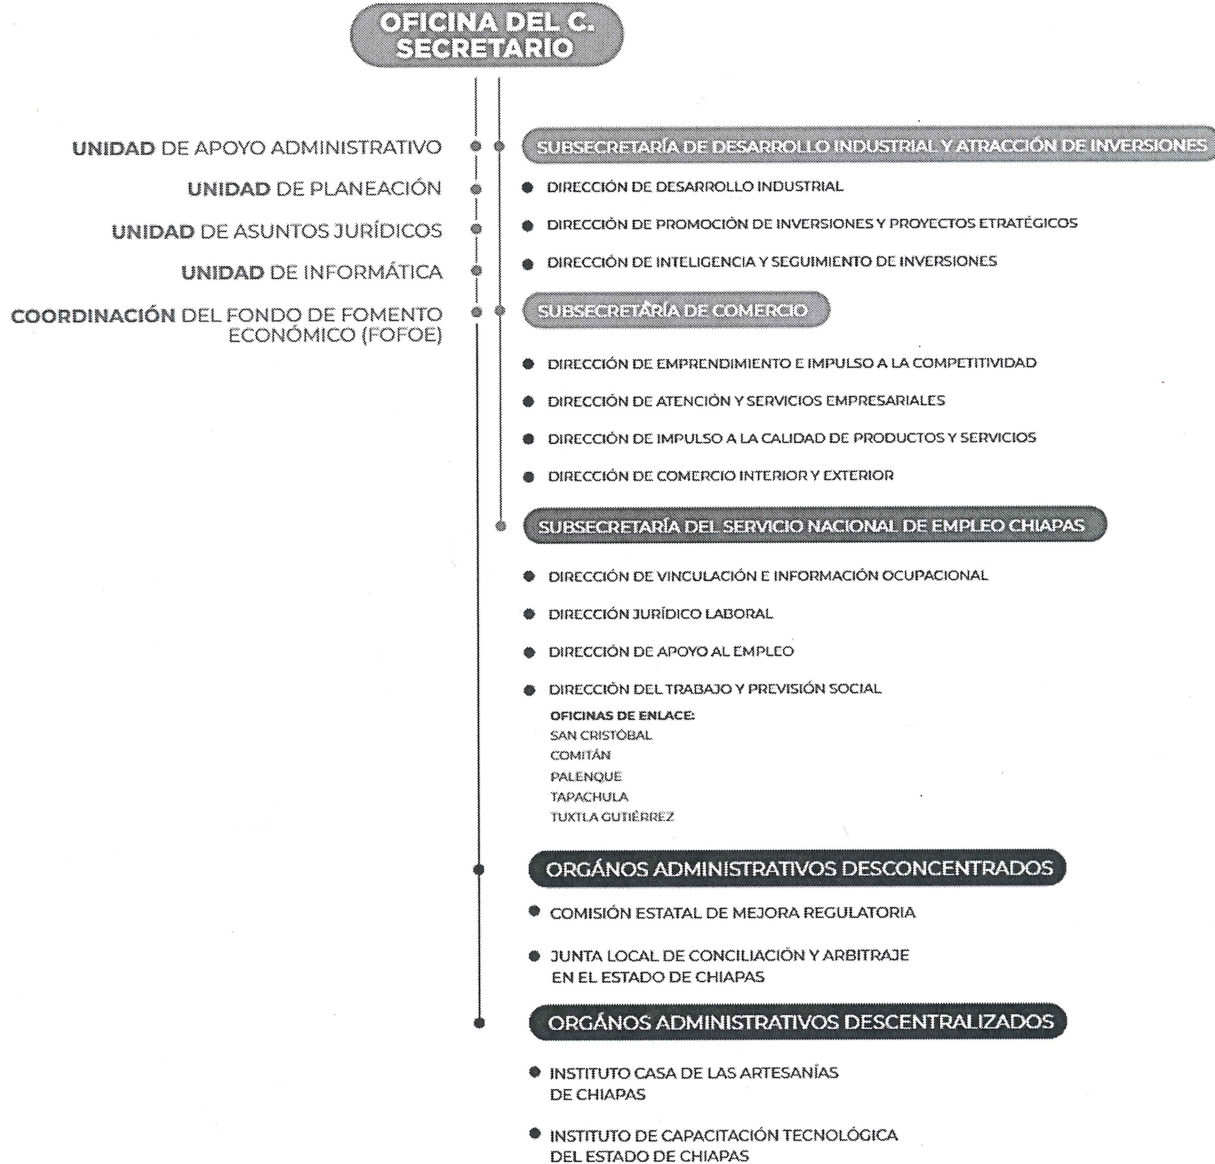 OFICINA DEL C.
SECRETARIO
UNIDAD DE APOYO ADMINISTRATIVO
UNIDAD DE PLANEACIÓN
UNIDAD DE ASUNTOS JURÍDICOS
UNIDAD DE INFORMÁTICA
COORDINACIÓN DEL FONDO DE FOMENTO
ECONÓMICO (FOFOE)
SUBSECRETARÍA DE DESARROLLO INDUSTRIAL Y ATRACCIÓN DE INVERSIONES
DIRECCIÓN DE DESARROLLO INDUSTRIAL
DIRECCIÓN DE PROMOCIÓN DE INVERSIONES Y PROYECTOS ETRATÉGICOS
DIRECCIÓN DE INTELIGENCIA Y SEGUIMIENTO DE INVERSIONES
SUBSECRETARÍA DE COMERCIO
DIRECCIÓN DE EMPRENDIMIENTO E IMPULSO A LA COMPETITIVIDAD
DIRECCIÓN DE ATENCIÓN Y SERVICIOS EMPRESARIALES
DIRECCIÓN DE IMPULSO A LA CALIDAD DE PRODUCTOS Y SERVICIOS
DIRECCIÓN DE COMERCIO INTERIOR Y EXTERIOR
SUBSECRETARÍA DEL SERVICIO NACIONAL DE EMPLEO CHIAPAS
DIRECCIÓN DE VINCULACIÓN E INFORMACIÓN OCUPACIONAL
DIRECCIÓN JURÍDICO LABORAL
DIRECCIÓN DE APOYO AL EMPLEO
DIRECCIÓN DEL TRABAJO Y PREVISIÓN SOCIAL
OFICINAS DE ENLACE:
SAN CRISTÓBAL
COMITÁN
PALENQUE
TAPACHULA
TUXTLA GUTIÉRREZ
ORGÁNOS ADMINISTRATIVOS DESCONCENTRADOS
COMISIÓN ESTATAL DE MEJORA REGULATORIA
JUNTA LOCAL DE CONCILIACIÓN Y ARBITRAJE
EN EL ESTADO DE CHIAPAS
ORGÁNOS ADMINISTRATIVOS DESCENTRALIZADOS
INSTITUTO CASA DE LAS ARTESANÍAS
DE CHIAPAS
INSTITUTO DE CAPACITACIÓN TECNOLÓGICA
DEL ESTADO DE CHIAPAS